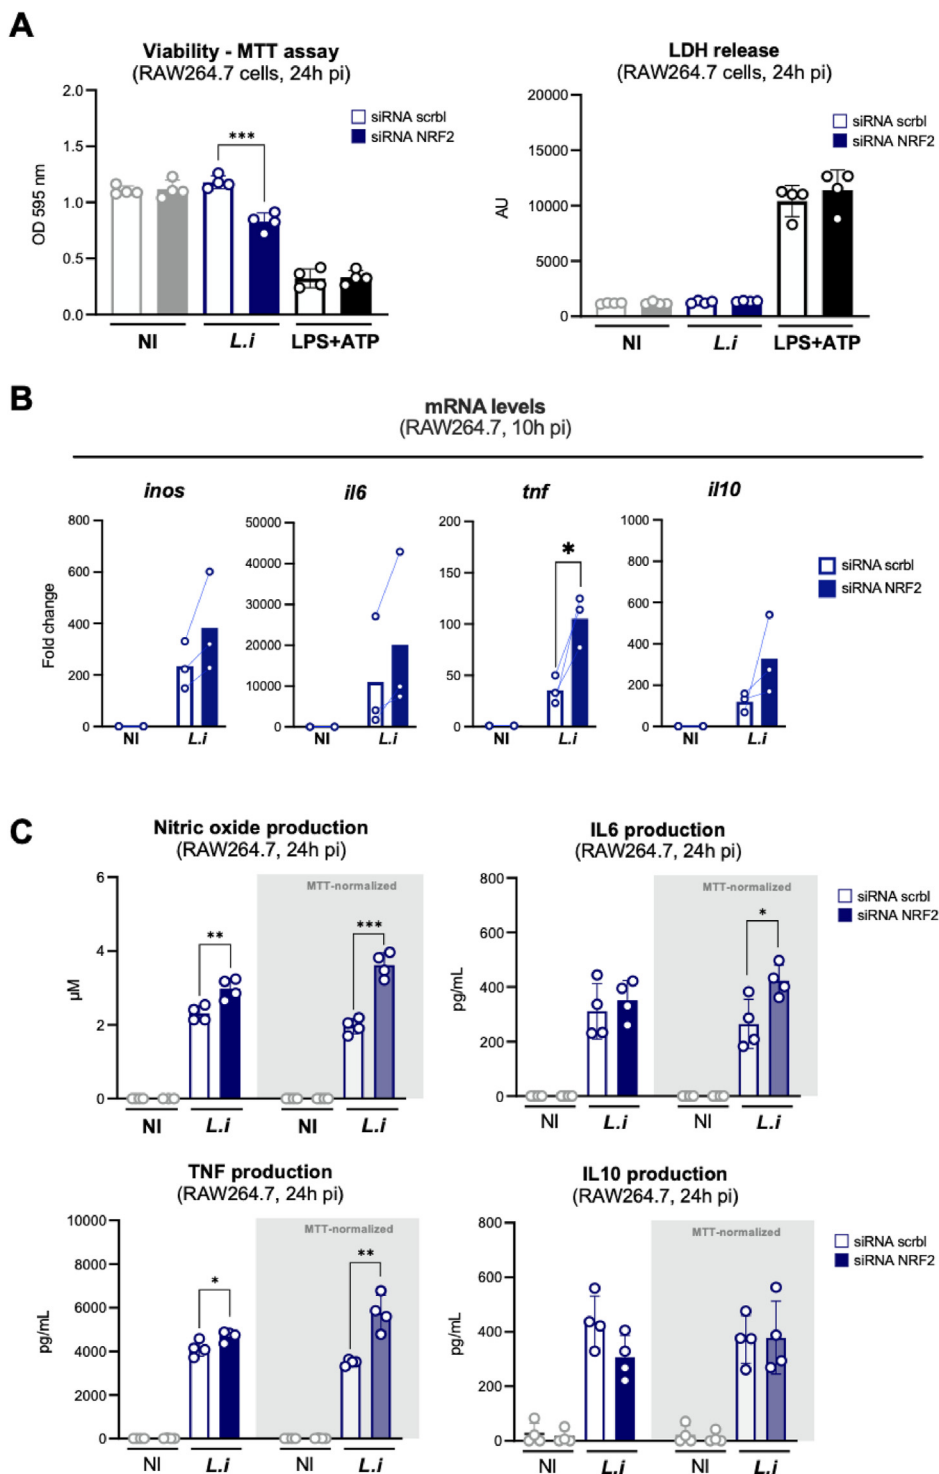 A
Viability - MTT assay
(RAW264.7 cells, 24h pi)
2.0
1.5
1.0
0.5
0.0
OD 595 nm
***
siRNA scrbl
siRNA NRF2
NI
L.i
LPS+ATP
LDH release
(RAW264.7 cells, 24h pi)
20000
15000
10000
5000
0
AU
siRNA scrbl
siRNA NRF2
NI
L.i
LPS+ATP
B
mRNA levels
(RAW264.7, 10h pi)
inos
800
600
400
200
0
Fold change
NI
L.i
il6
50000
40000
30000
20000
10000
0
NI
L.i
tnf
200
150
100
50
0
*
NI
L.i
il10
1000
800
600
400
200
0
NI
L.i
siRNA scrbl
siRNA NRF2
C
Nitric oxide production
(RAW264.7, 24h pi)
6
4
2
0
µM
MTT-normalized
**
***
NI
L.i
NI
L.i
IL6 production
(RAW264.7, 24h pi)
800
600
400
200
0
pg/mL
MTT-normalized
*
siRNA scrbl
siRNA NRF2
NI
L.i
NI
L.i
TNF production
(RAW264.7, 24h pi)
10000
8000
6000
4000
2000
0
pg/mL
MTT-normalized
*
**
NI
L.i
NI
L.i
IL10 production
(RAW264.7, 24h pi)
800
600
400
200
0
pg/mL
MTT-normalized
siRNA scrbl
siRNA NRF2
NI
L.i
NI
L.i